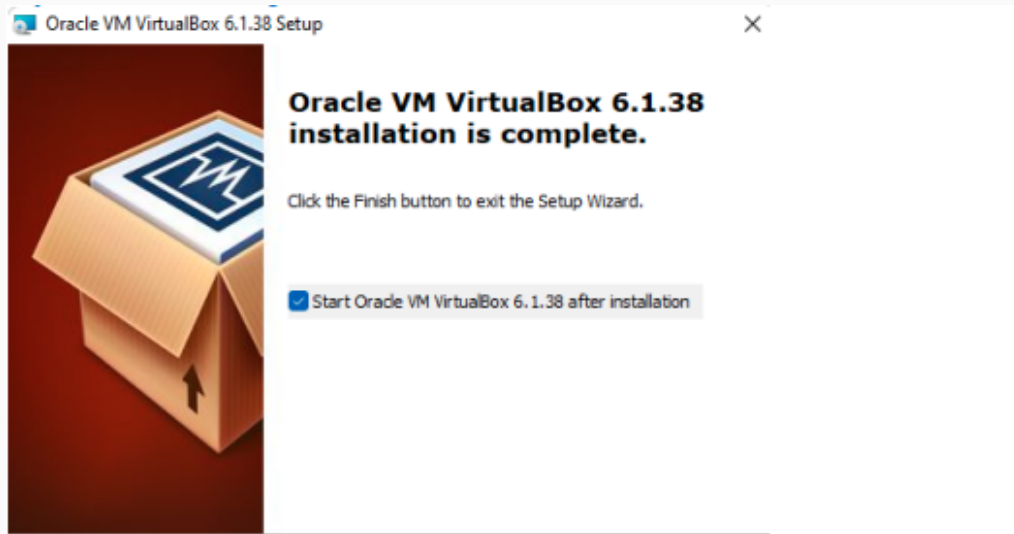 Oracle VM VirtualBox 6.1.38 Setup
Oracle VM VirtualBox 6.1.38
installation is complete.
Click the Finish button to exit the Setup Wizard.
Start Oracle VM VirtualBox 6.1.38 after installation